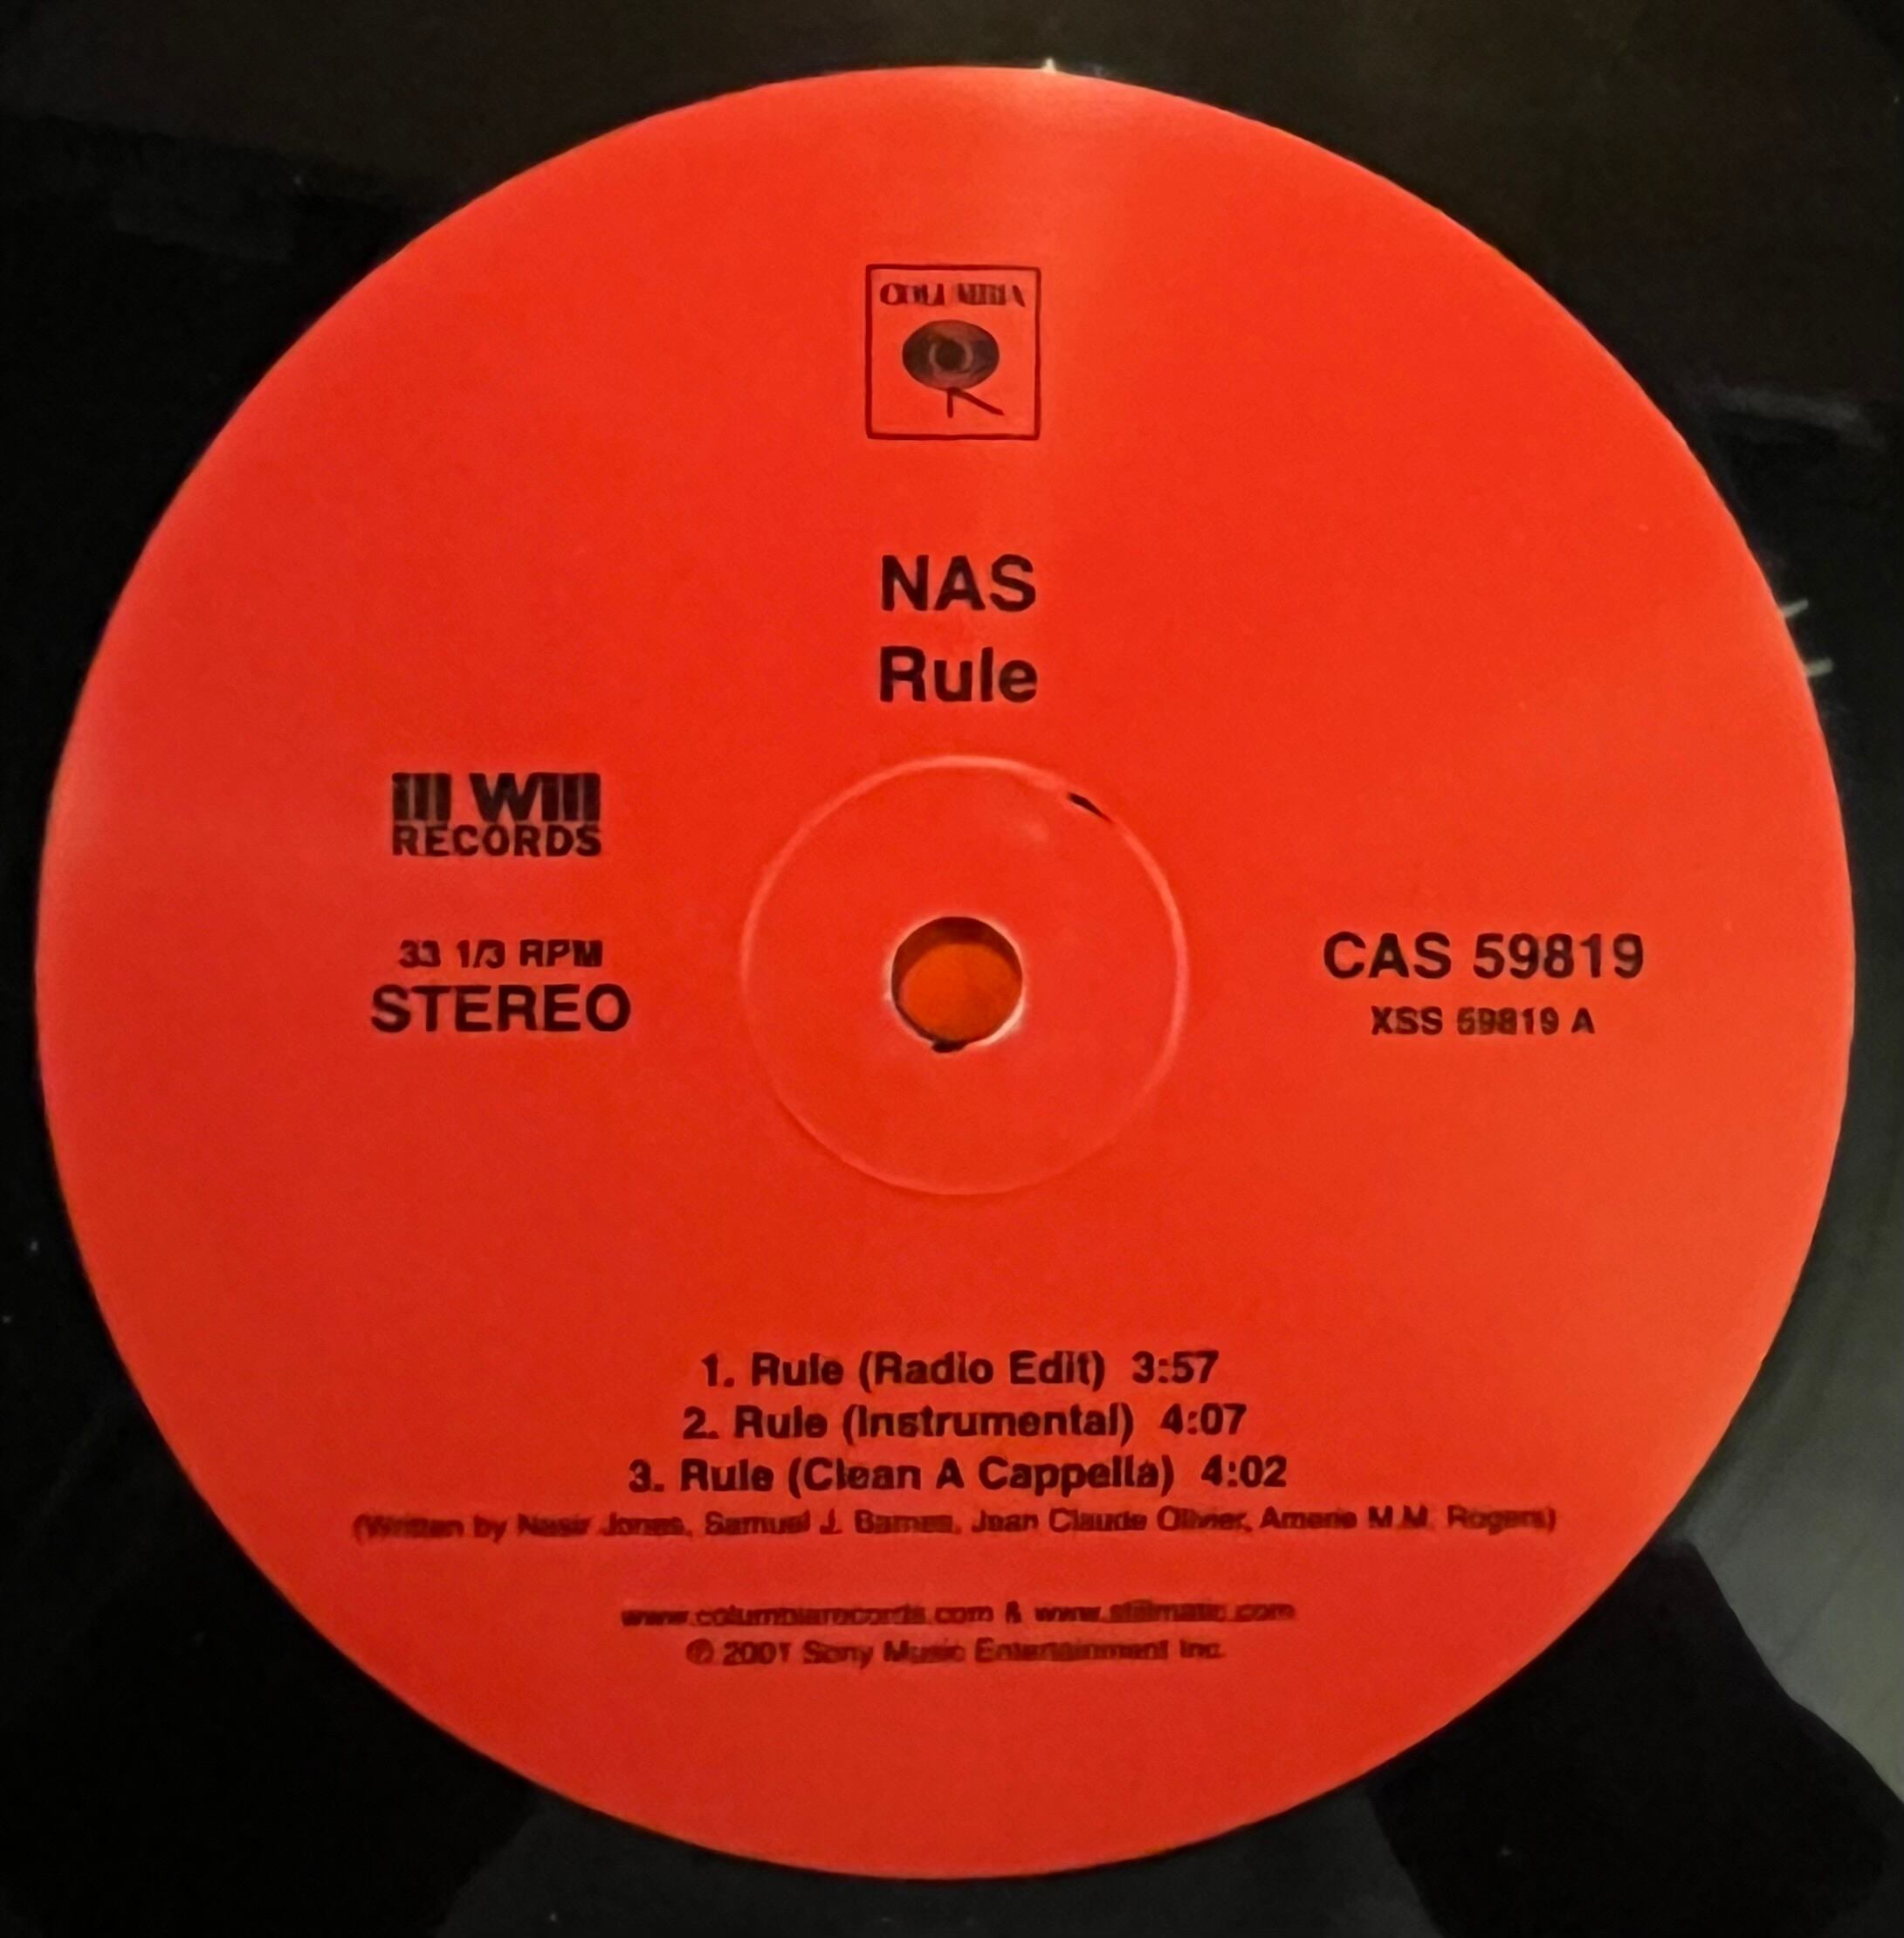 COLUMBIA
NAS
Rule
Ill Will
RECORDS
33 1/3 RPM
STEREO
CAS 59819
XSS 59819 A
1. Rule (Radio Edit) 3:57
2. Rule (Instrumental) 4:07
3. Rule (Clean A Cappella) 4:02
(Written by Nasir Jones, Samuel J. Barnes, Jean Claude Olivier, Amerie M.M. Rogers)
www.columbiarecords.com & www.stillmatic.com
℗ 2001 Sony Music Entertainment Inc.